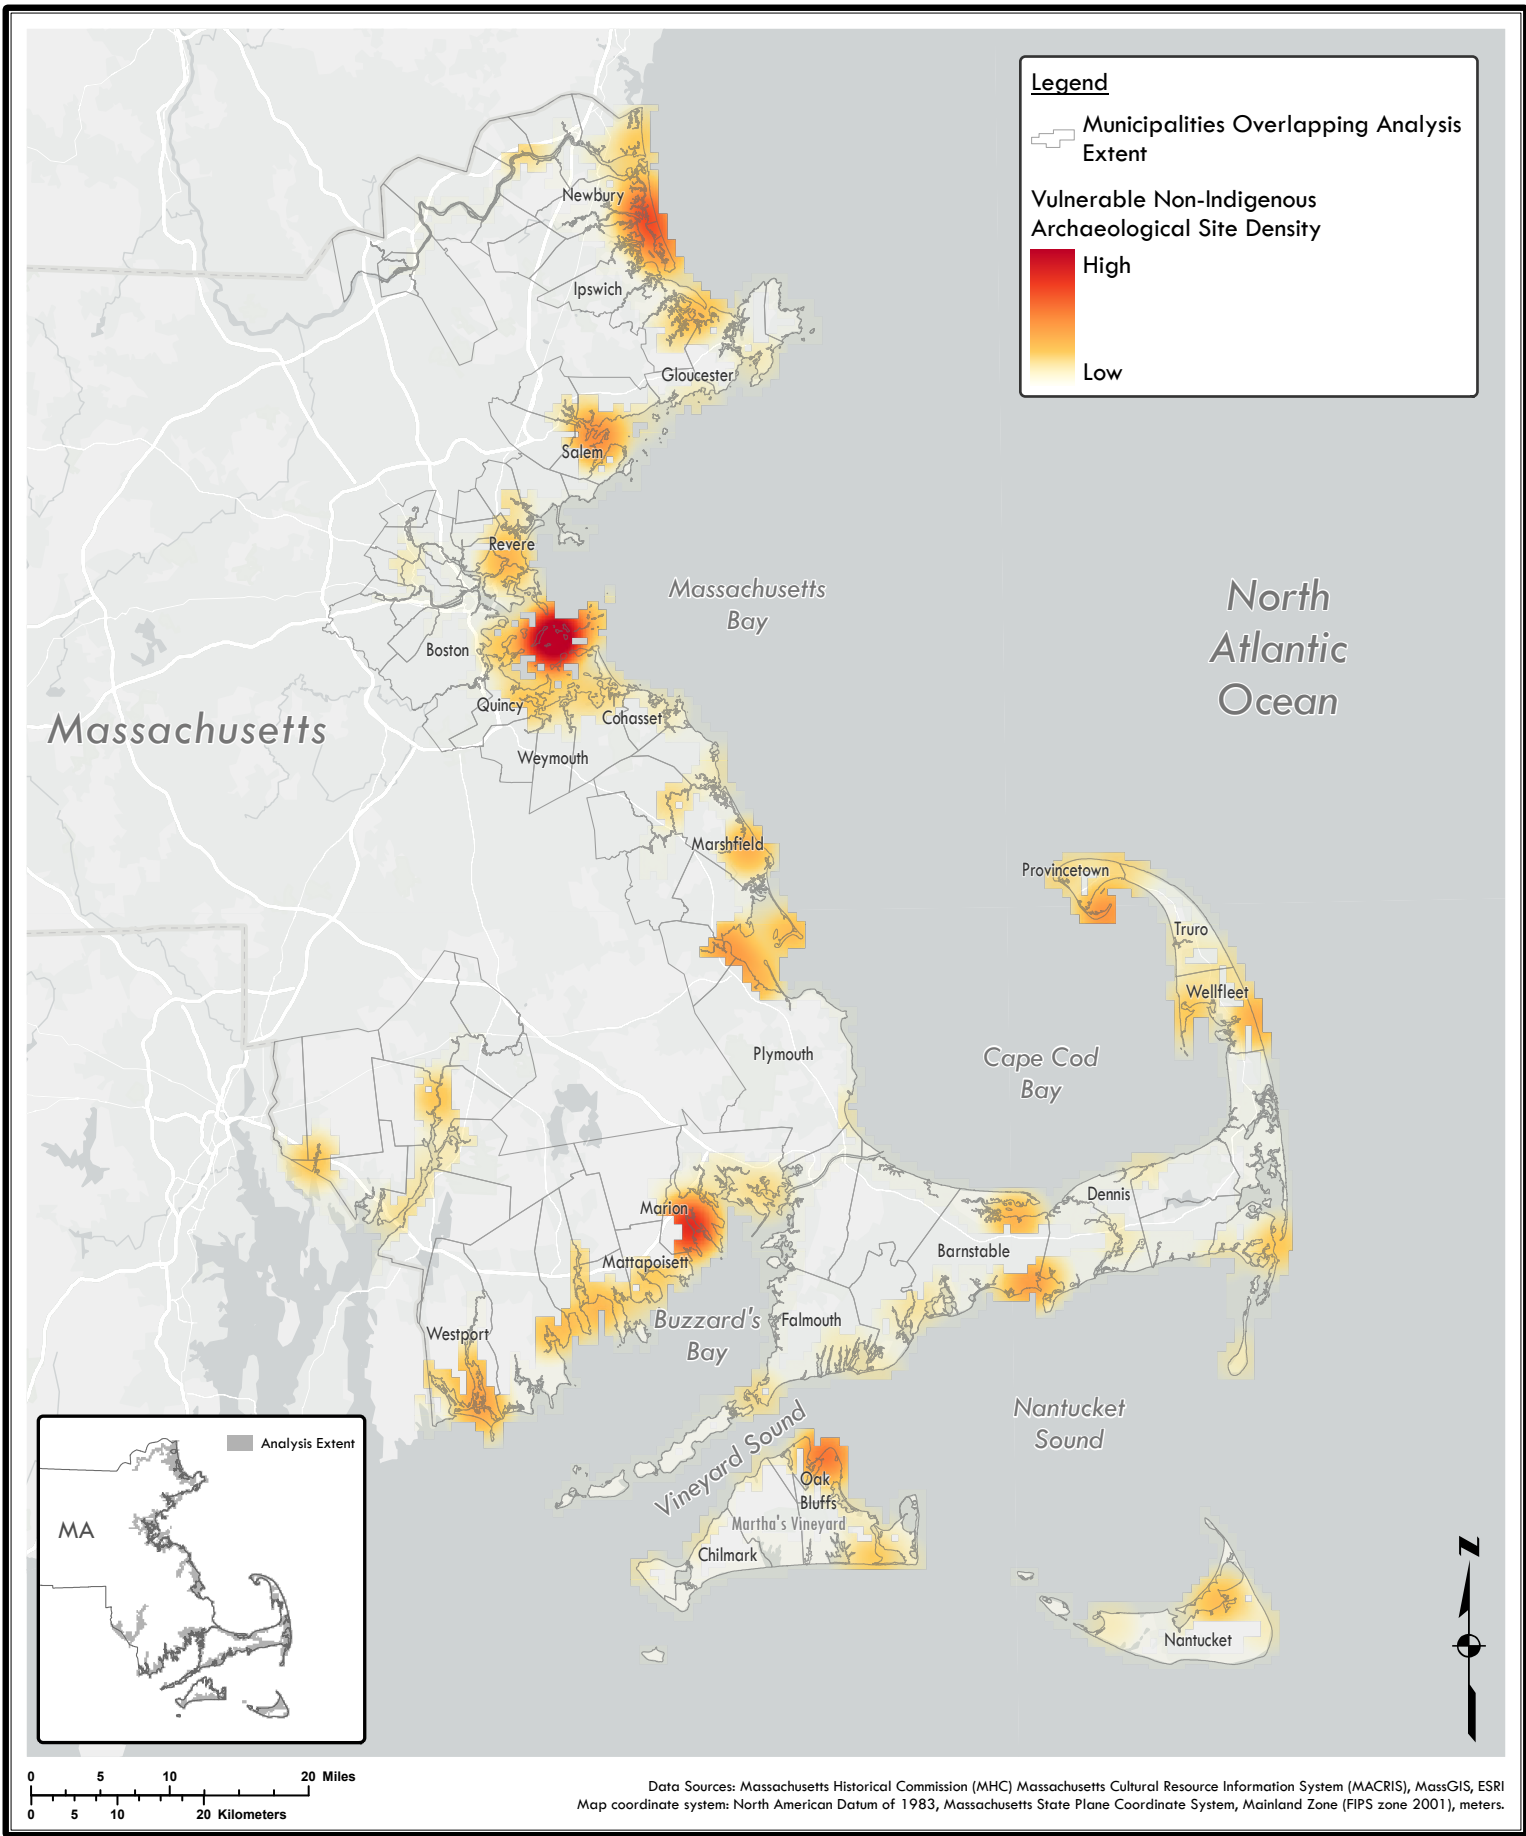 Legend
Municipalities Overlapping Analysis
Extent
Vulnerable Non-Indigenous
Archaeological Site Density
High
Low
Newbury
Ipswich
Gloucester
Salem
Revere
Massachusetts
Bay
North
Atlantic
Ocean
Boston
Quincy
Cohasset
Massachusetts
Weymouth
Marshfield
Provincetown
Truro
Wellfleet
Plymouth
Cape Cod
Bay
Marion
Dennis
Barnstable
Mattapoisett
Buzzard's
Bay
Falmouth
Westport
Nantucket
Sound
Vineyard Sound
Oak
Bluffs
Martha's Vineyard
Chilmark
Nantucket
Analysis Extent
MA
N
0 5 10 20 Miles
0 5 10 20 Kilometers
Data Sources: Massachusetts Historical Commission (MHC) Massachusetts Cultural Resource Information System (MACRIS), MassGIS, ESRI
Map coordinate system: North American Datum of 1983, Massachusetts State Plane Coordinate System, Mainland Zone (FIPS zone 2001), meters.